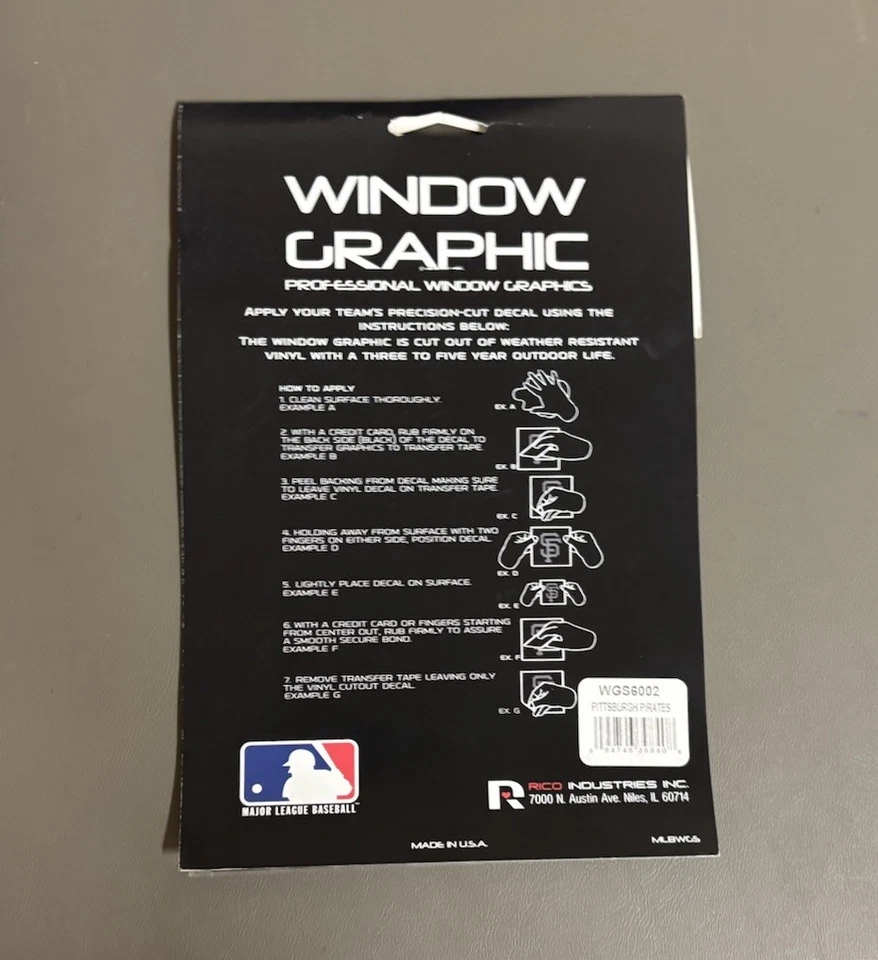 WINDOW
GRAPHIC
PROFESSIONAL WINDOW GRAPHICS
APPLY YOUR TEAM'S PRECISION-CUT DECAL USING THE
INSTRUCTIONS BELOW:
THE WINDOW GRAPHIC IS CUT OUT OF WEATHER RESISTANT
VINYL WITH A THREE TO FIVE YEAR OUTDOOR LIFE.
HOW TO APPLY
1. CLEAN SURFACE THOROUGHLY.
EXAMPLE A
EX. A
2. WITH A CREDIT CARD, RUB FIRMLY ON
THE BACK SIDE (BLACK) OF THE DECAL TO
TRANSFER GRAPHICS TO TRANSFER TAPE.
EXAMPLE B
EX. B
3. PEEL BACKING FROM DECAL MAKING SURE
TO LEAVE VINYL DECAL ON TRANSFER TAPE.
EXAMPLE C
EX. C
4. HOLDING AWAY FROM SURFACE WITH TWO
FINGERS ON EITHER SIDE, POSITION DECAL.
EXAMPLE D
SF
EX. D
5. LIGHTLY PLACE DECAL ON SURFACE.
EXAMPLE E
SF
EX. E
6. WITH A CREDIT CARD OR FINGERS STARTING
FROM CENTER OUT, RUB FIRMLY TO ASSURE
A SMOOTH SECURE BOND.
EXAMPLE F
EX. F
7. REMOVE TRANSFER TAPE LEAVING ONLY
THE VINYL CUTOUT DECAL.
EXAMPLE G
EX. G
WGS6002
PITTSBURGH PIRATES
MAJOR LEAGUE BASEBALL™
R
RICO INDUSTRIES INC.
7000 N. Austin Ave. Niles, IL 60714
MADE IN U.S.A.
MLBWGS